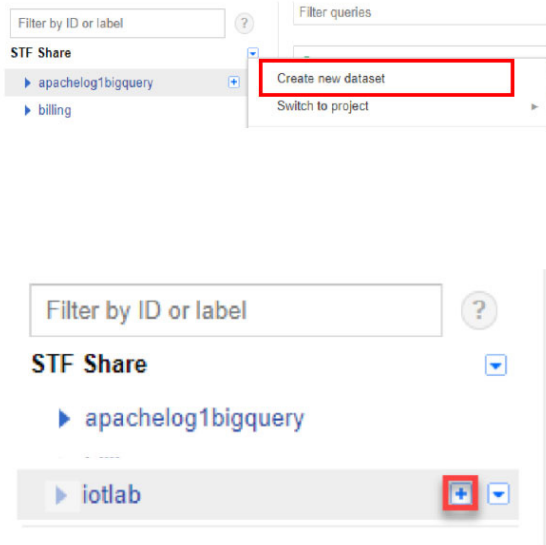 Filter by ID or label
?
Filter queries
STF Share
apachelog1bigquery
Create new dataset
billing
Switch to project
Filter by ID or label
?
STF Share
apachelog1bigquery
iotlab